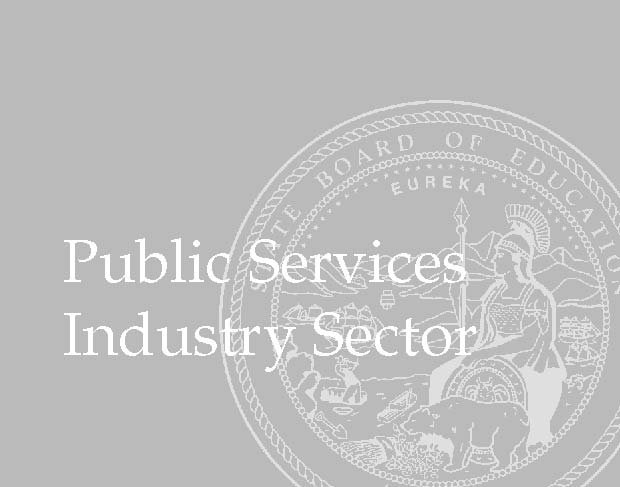 STATE BOARD OF EDUCATION
EUREKA
Public Services
Industry Sector